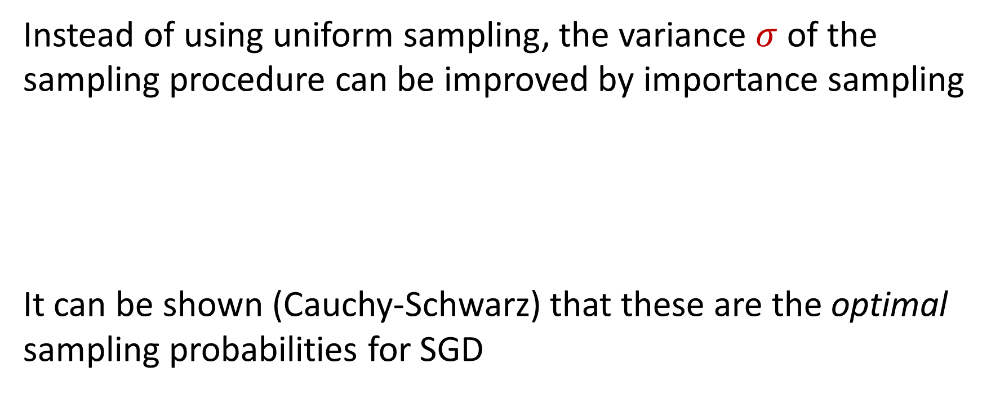 Instead of using uniform sampling, the variance σ of the
sampling procedure can be improved by importance sampling
It can be shown (Cauchy-Schwarz) that these are the optimal
sampling probabilities for SGD